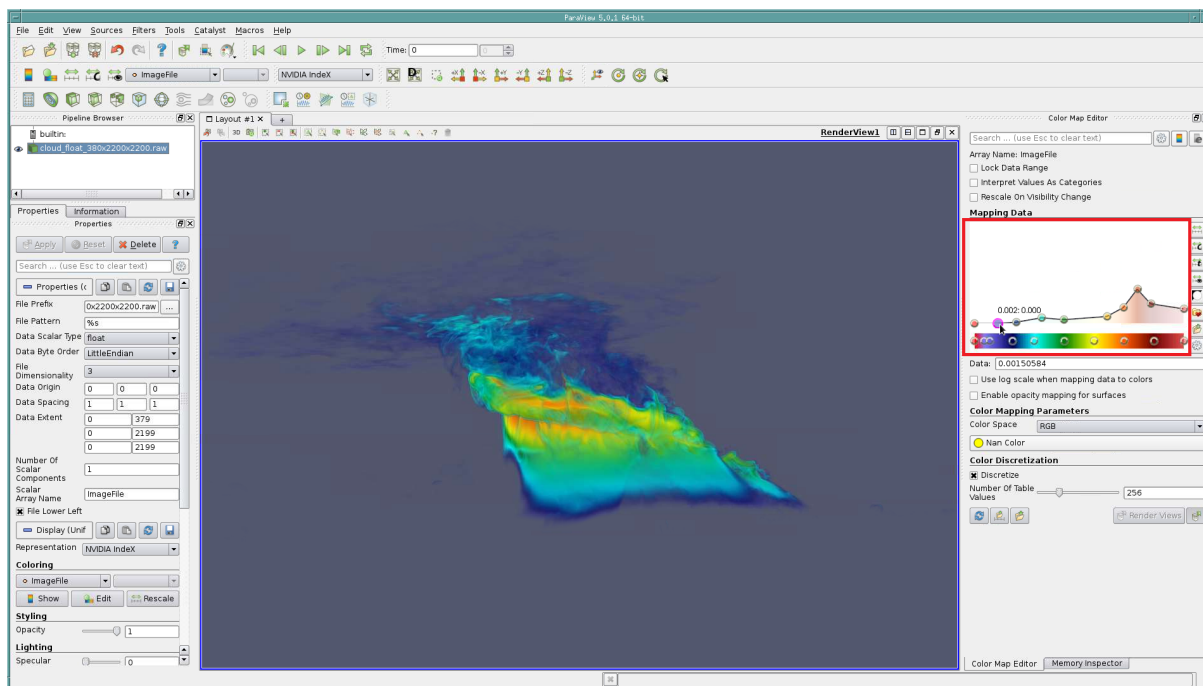 ParaView 5.0.1 64-bit
File Edit View Sources Filters Tools Catalyst Macros Help
Time: 0 0
ImageFile NVIDIA IndeX
Pipeline Browser
builtin:
cloud_float_380x2200x2200.raw
Properties Information
Properties
Apply Reset Delete ?
Search ... (use Esc to clear text)
Properties (c
File Prefix 0x2200x2200.raw ...
File Pattern %s
Data Scalar Type float
Data Byte Order LittleEndian
File Dimensionality 3
Data Origin 0 0 0
Data Spacing 1 1 1
Data Extent 0 379
0 2199
0 2199
Number Of Scalar Components 1
Scalar Array Name ImageFile
File Lower Left
Display (Unif
Representation NVIDIA IndeX
Coloring
ImageFile
Show Edit Rescale
Styling
Opacity 1
Lighting
Specular 0
Layout #1 × +
3D RenderView1
Color Map Editor
Search ... (use Esc to clear text)
Array Name: ImageFile
Lock Data Range
Interpret Values As Categories
Rescale On Visibility Change
Mapping Data
0.002: 0.000
Data: 0.00150584
Use log scale when mapping data to colors
Enable opacity mapping for surfaces
Color Mapping Parameters
Color Space RGB
Nan Color
Color Discretization
Discretize
Number Of Table Values 256
Render Views
Color Map Editor Memory Inspector